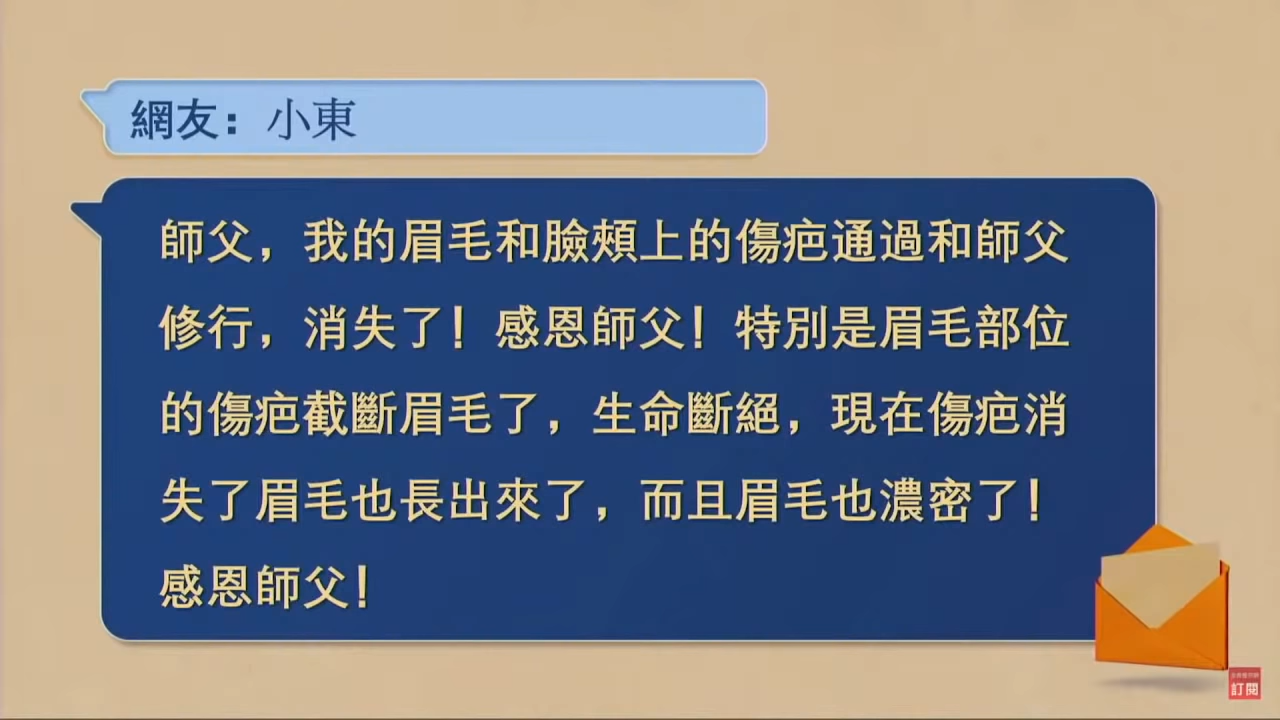 網友：小東
師父，我的眉毛和臉頰上的傷疤通過和師父
修行，消失了！感恩師父！特別是眉毛部位
的傷疤截斷眉毛了，生命斷絕，現在傷疤消
失了眉毛也長出來了，而且眉毛也濃密了！
感恩師父！
訂閱